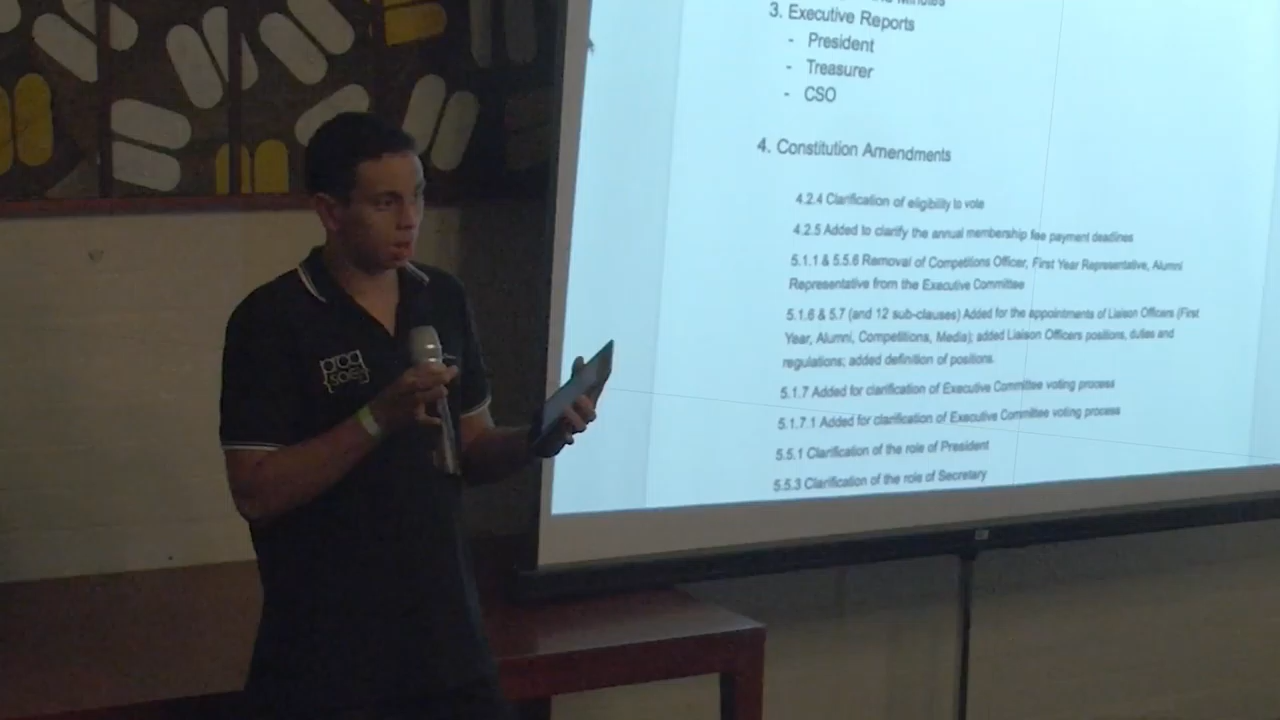 3. Executive Reports
- President
- Treasurer
- CSO
4. Constitution Amendments
4.2.4 Clarification of eligibility to vote
4.2.5 Added to clarify the annual membership fee payment deadlines
5.1.1 & 5.5.6 Removal of Competitions Officer, First Year Representative, Alumni
Representative from the Executive Committee
5.1.6 & 5.7 (and 12 sub-clauses) Added for the appointments of Liaison Officers (First
Year, Alumni, Competitions, Media); added Liaison Officers positions, duties and
regulations; added definition of positions.
5.1.7 Added for clarification of Executive Committee voting process
5.1.7.1 Added for clarification of Executive Committee voting process
5.5.1 Clarification of the role of President
5.5.3 Clarification of the role of Secretary
prog
{soc}